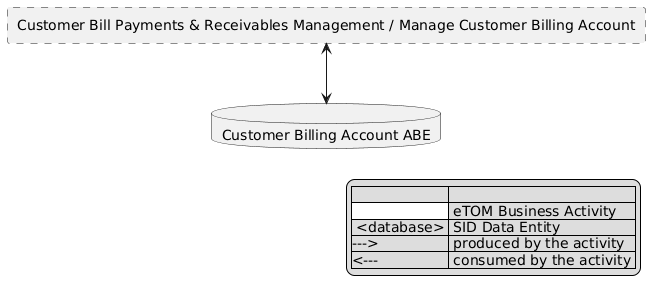 Customer Bill Payments & Receivables Management / Manage Customer Billing Account
Customer Billing Account ABE
eTOM Business Activity
<database> SID Data Entity
---> produced by the activity
<--- consumed by the activity